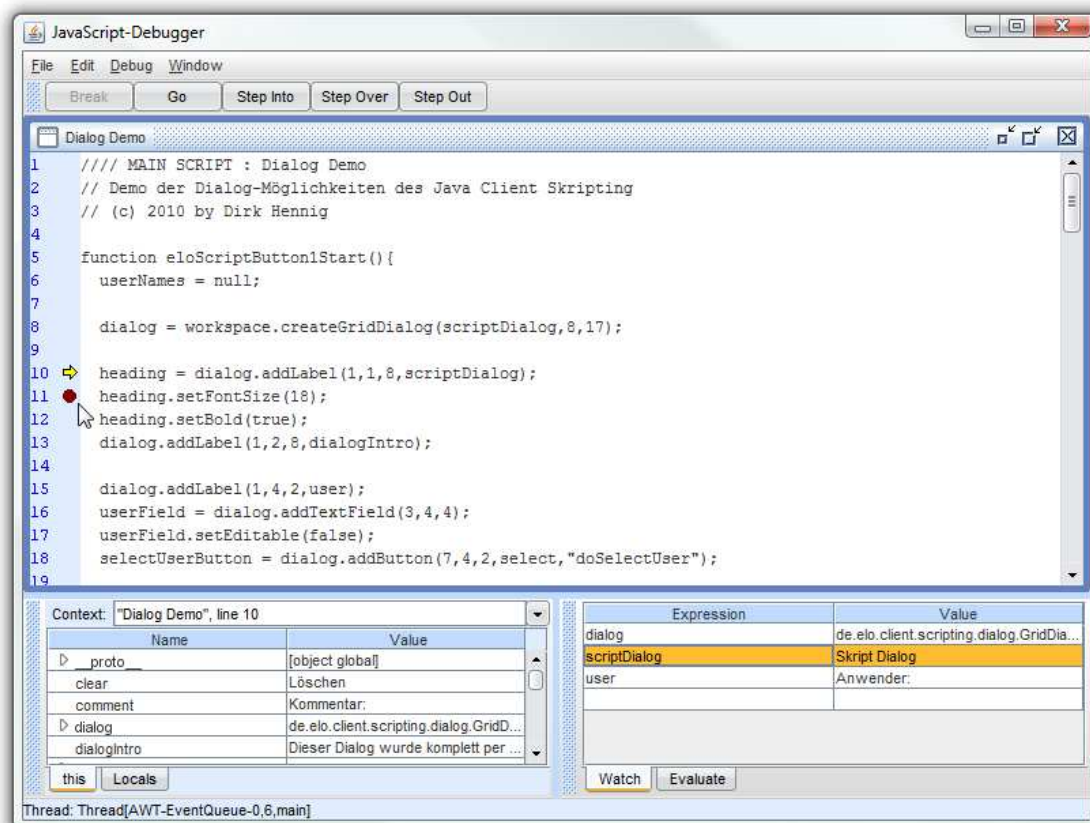 JavaScript-Debugger
File Edit Debug Window
Break Go Step Into Step Over Step Out
Dialog Demo
1 //// MAIN SCRIPT : Dialog Demo
2 // Demo der Dialog-Möglichkeiten des Java Client Skripting
3 // (c) 2010 by Dirk Hennig
4
5 function eloScriptButton1Start(){
6 userNames = null;
7
8 dialog = workspace.createGridDialog(scriptDialog,8,17);
9
10 heading = dialog.addLabel(1,1,8,scriptDialog);
11 heading.setFontSize(18);
12 heading.setBold(true);
13 dialog.addLabel(1,2,8,dialogIntro);
14
15 dialog.addLabel(1,4,2,user);
16 userField = dialog.addTextField(3,4,4);
17 userField.setEditable(false);
18 selectUserButton = dialog.addButton(7,4,2,select,"doSelectUser");
19
Context: "Dialog Demo", line 10
Name Value
__proto__ [object global]
clear Löschen
comment Kommentar:
dialog de.elo.client.scripting.dialog.GridD...
dialogIntro Dieser Dialog wurde komplett per ...
this Locals
Expression Value
dialog de.elo.client.scripting.dialog.GridDia...
scriptDialog Skript Dialog
user Anwender:
Watch Evaluate
Thread: Thread[AWT-EventQueue-0,6,main]